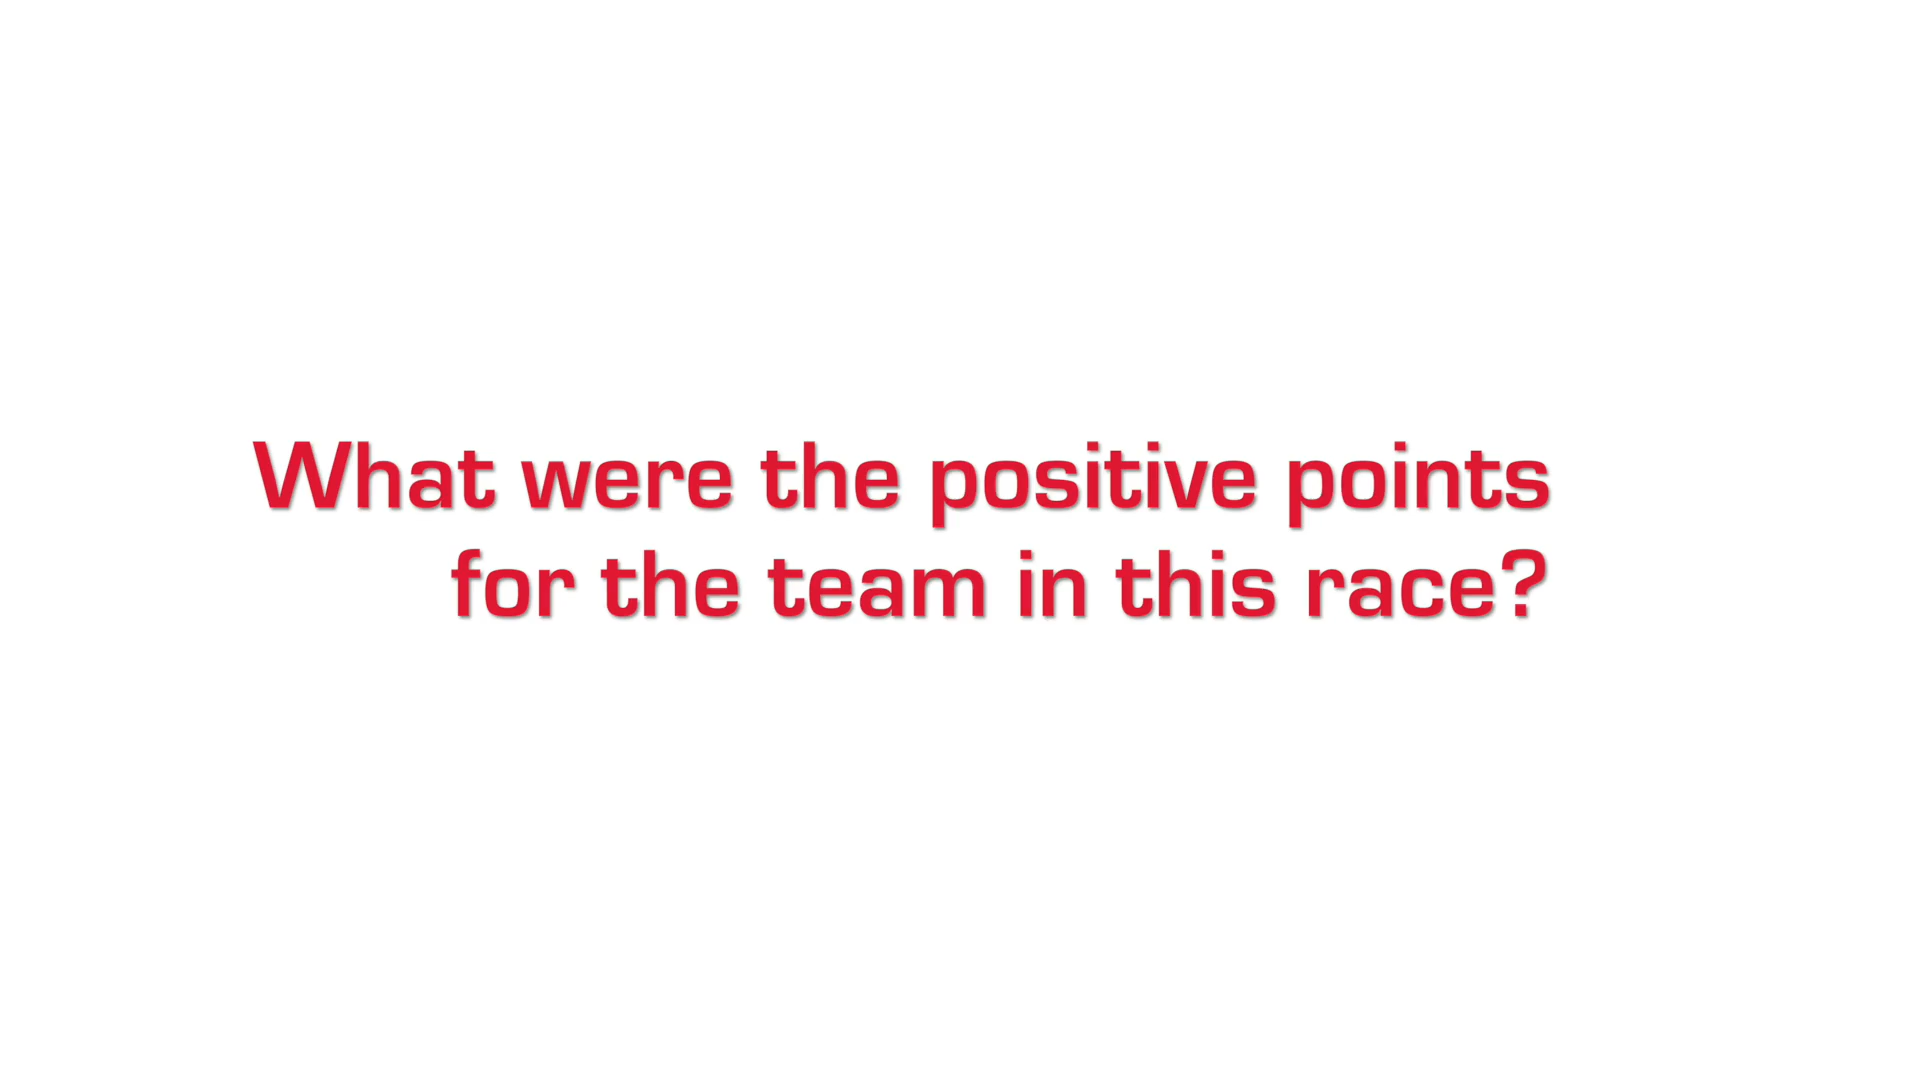 What were the positive points
for the team in this race?